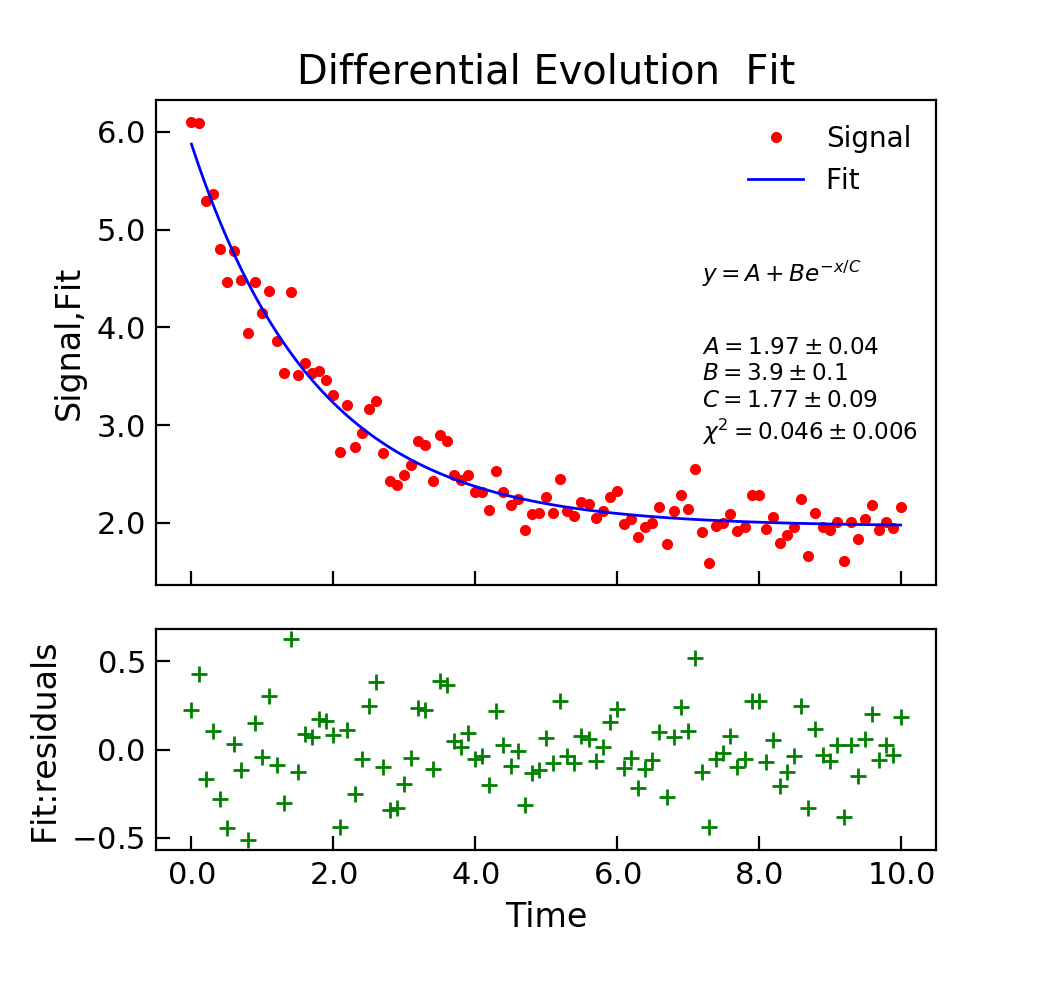 Differential Evolution  Fit
Signal,Fit
6.0
5.0
4.0
3.0
2.0
Signal
Fit
y = A + Be^{−x/C}
A = 1.97 ± 0.04
B = 3.9 ± 0.1
C = 1.77 ± 0.09
χ² = 0.046 ± 0.006
Fit:residuals
0.5
0.0
−0.5
0.0 2.0 4.0 6.0 8.0 10.0
Time